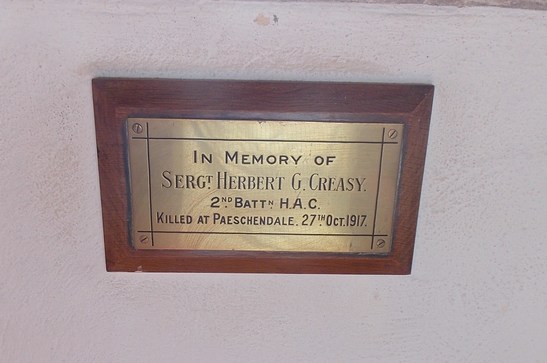 IN MEMORY OF
SERGT. HERBERT G. CREASY.
2ND BATTN H.A.C.
KILLED AT PAESCHENDALE. 27TH OCT. 1917.